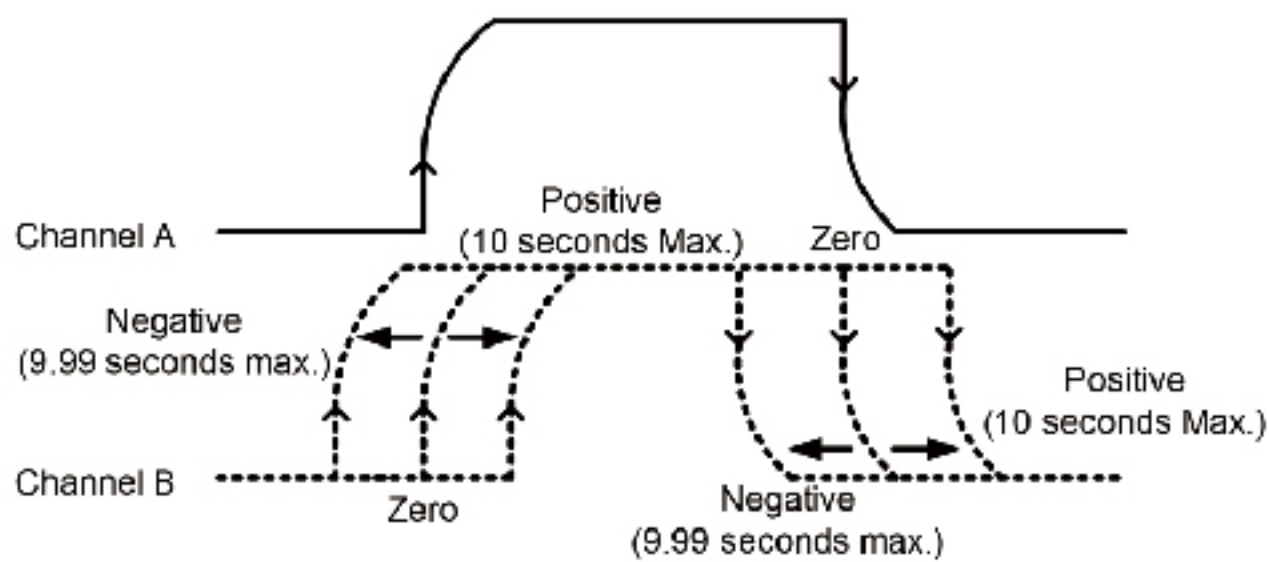 Positive
Channel A
(10 seconds Max.)
Zero
Negative
(9.99 seconds max.)
Positive
(10 seconds Max.)
Channel B
Zero
Negative
(9.99 seconds max.)